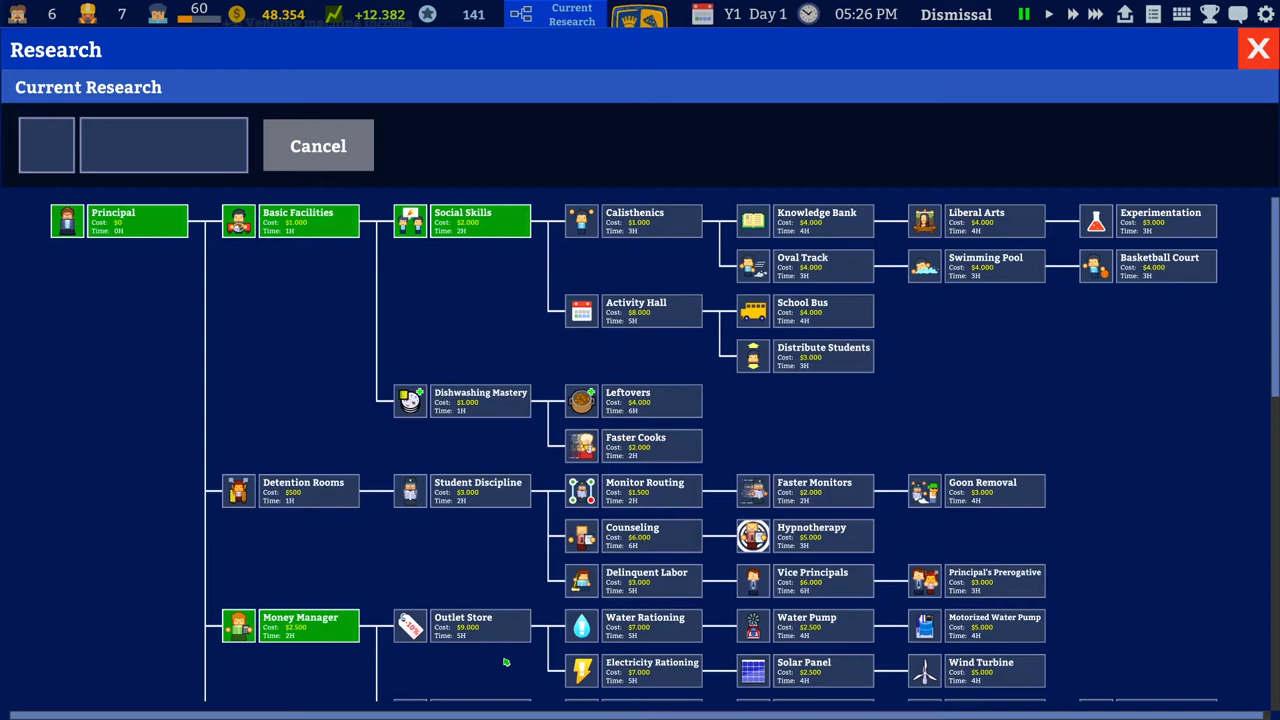 6 7 60 48.354 +12.382 141 Current Research Y1 Day 1 05:26 PM Dismissal
Research X
Current Research
Cancel
Principal
Cost: $0
Time: 0H
Basic Facilities
Cost: $1.000
Time: 1H
Social Skills
Cost: $2.000
Time: 2H
Calisthenics
Cost: $1.000
Time: 3H
Knowledge Bank
Cost: $4.000
Time: 4H
Liberal Arts
Cost: $4.000
Time: 4H
Experimentation
Cost: $3.000
Time: 3H
Oval Track
Cost: $4.000
Time: 3H
Swimming Pool
Cost: $4.000
Time: 3H
Basketball Court
Cost: $4.000
Time: 3H
Activity Hall
Cost: $8.000
Time: 5H
School Bus
Cost: $4.000
Time: 4H
Distribute Students
Cost: $3.000
Time: 3H
Dishwashing Mastery
Cost: $1.000
Time: 1H
Leftovers
Cost: $4.000
Time: 6H
Faster Cooks
Cost: $2.000
Time: 2H
Detention Rooms
Cost: $500
Time: 1H
Student Discipline
Cost: $3.000
Time: 2H
Monitor Routing
Cost: $1.500
Time: 2H
Faster Monitors
Cost: $2.000
Time: 2H
Goon Removal
Cost: $3.000
Time: 4H
Counseling
Cost: $6.000
Time: 6H
Hypnotherapy
Cost: $5.000
Time: 3H
Delinquent Labor
Cost: $3.000
Time: 5H
Vice Principals
Cost: $6.000
Time: 6H
Principal's Prerogative
Cost: $3.000
Time: 3H
Money Manager
Cost: $2.500
Time: 2H
-10%
Outlet Store
Cost: $9.000
Time: 5H
Water Rationing
Cost: $7.000
Time: 5H
Water Pump
Cost: $6.000
Time: 4H
Motorized Water Pump
Cost: $5.000
Time: 4H
Electricity Rationing
Cost: $7.000
Time: 5H
Solar Panel
Cost: $2.500
Time: 4H
Wind Turbine
Cost: $5.000
Time: 4H